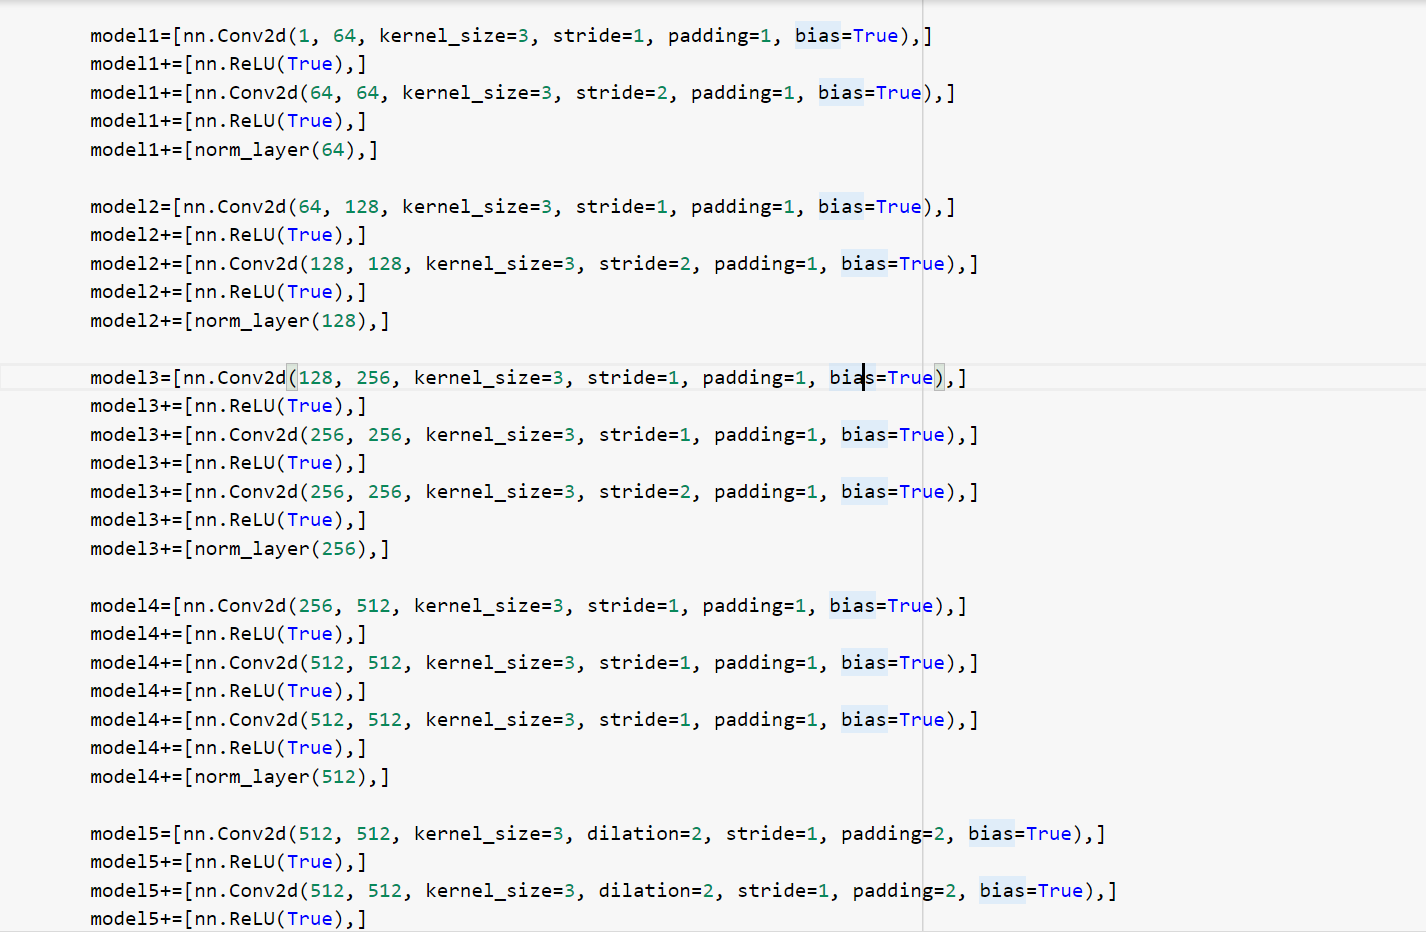 model1=[nn.Conv2d(1, 64, kernel_size=3, stride=1, padding=1, bias=True),]
model1+=[nn.ReLU(True),]
model1+=[nn.Conv2d(64, 64, kernel_size=3, stride=2, padding=1, bias=True),]
model1+=[nn.ReLU(True),]
model1+=[norm_layer(64),]
model2=[nn.Conv2d(64, 128, kernel_size=3, stride=1, padding=1, bias=True),]
model2+=[nn.ReLU(True),]
model2+=[nn.Conv2d(128, 128, kernel_size=3, stride=2, padding=1, bias=True),]
model2+=[nn.ReLU(True),]
model2+=[norm_layer(128),]
model3=[nn.Conv2d(128, 256, kernel_size=3, stride=1, padding=1, bias=True),]
model3+=[nn.ReLU(True),]
model3+=[nn.Conv2d(256, 256, kernel_size=3, stride=1, padding=1, bias=True),]
model3+=[nn.ReLU(True),]
model3+=[nn.Conv2d(256, 256, kernel_size=3, stride=2, padding=1, bias=True),]
model3+=[nn.ReLU(True),]
model3+=[norm_layer(256),]
model4=[nn.Conv2d(256, 512, kernel_size=3, stride=1, padding=1, bias=True),]
model4+=[nn.ReLU(True),]
model4+=[nn.Conv2d(512, 512, kernel_size=3, stride=1, padding=1, bias=True),]
model4+=[nn.ReLU(True),]
model4+=[nn.Conv2d(512, 512, kernel_size=3, stride=1, padding=1, bias=True),]
model4+=[nn.ReLU(True),]
model4+=[norm_layer(512),]
model5=[nn.Conv2d(512, 512, kernel_size=3, dilation=2, stride=1, padding=2, bias=True),]
model5+=[nn.ReLU(True),]
model5+=[nn.Conv2d(512, 512, kernel_size=3, dilation=2, stride=1, padding=2, bias=True),]
model5+=[nn.ReLU(True),]